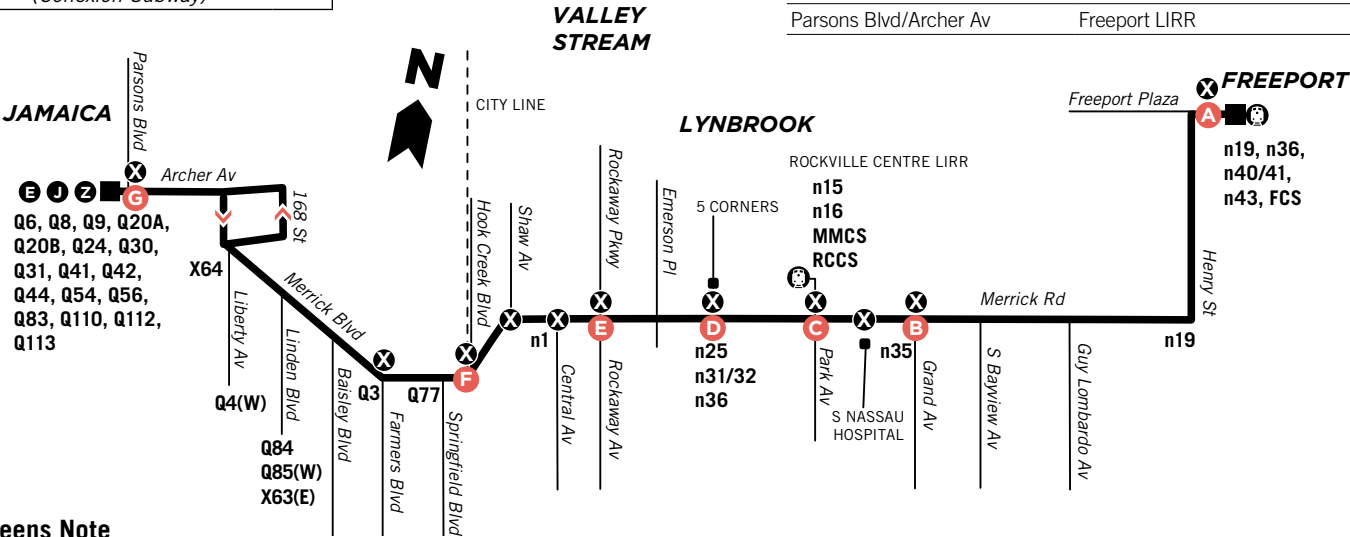 (Conexión Subway)
VALLEY
STREAM
Parsons Blvd/Archer Av
Freeport LIRR
N
CITY LINE
JAMAICA
Parsons Blvd
X
Archer Av
E J Z
G
Q6, Q8, Q9, Q20A,
Q20B, Q24, Q30,
Q31, Q41, Q42,
Q44, Q54, Q56,
Q83, Q110, Q112,
Q113
168 St
X64
Liberty Av
Q4(W)
Linden Blvd
Q84
Q85(W)
X63(E)
Merrick Blvd
Baisley Blvd
X
Q3
Farmers Blvd
Q77
Springfield Blvd
X
F
Hook Creek Blvd
Shaw Av
X
X
n1
Central Av
Rockaway Pkwy
X
E
Rockaway Av
Emerson Pl
LYNBROOK
5 CORNERS
X
D
n25
n31/32
n36
ROCKVILLE CENTRE LIRR
n15
n16
MMCS
RCCS
X
C
Park Av
X
S NASSAU
HOSPITAL
X
B
n35
Grand Av
Merrick Rd
S Bayview Av
Guy Lombardo Av
n19
Henry St
Freeport Plaza
FREEPORT
X
A
n19, n36,
n40/41,
n43, FCS
eens Note